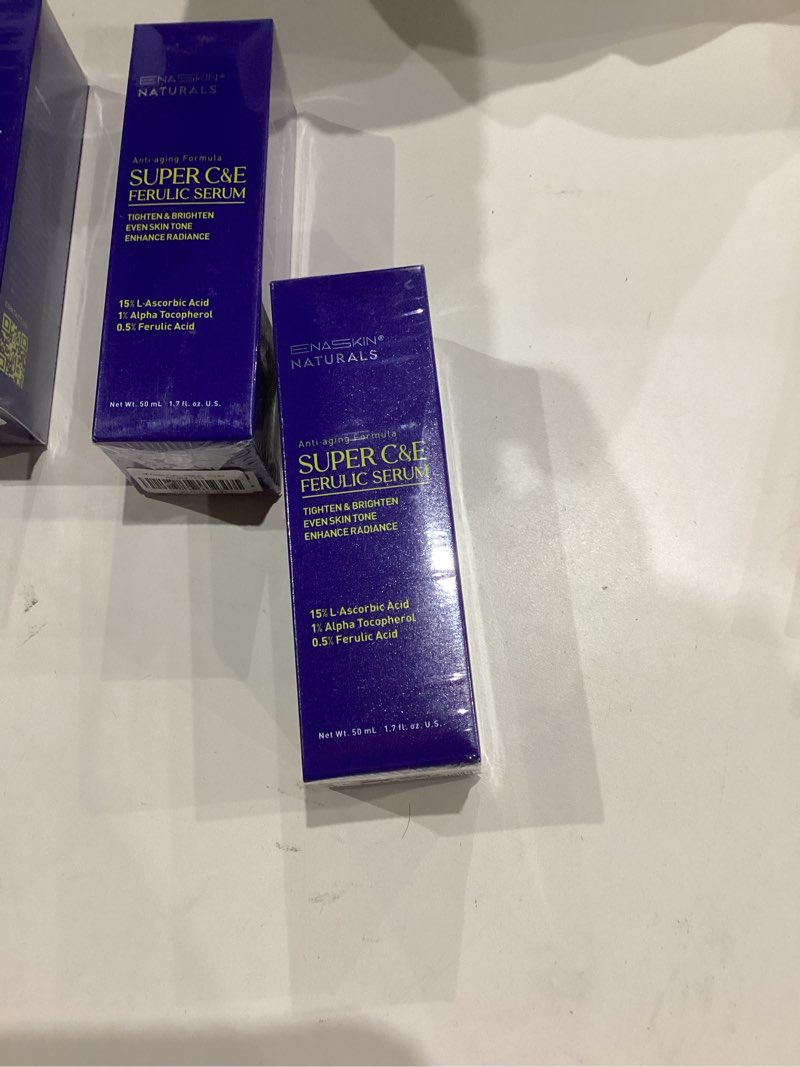 ENASKIN®
NATURALS
Anti-aging Formula
SUPER C&E
FERULIC SERUM
TIGHTEN & BRIGHTEN
EVEN SKIN TONE
ENHANCE RADIANCE
15% L-Ascorbic Acid
1% Alpha Tocopherol
0.5% Ferulic Acid
Net Wt. 50 mL 1.7 fl. oz. U.S.
ENASKIN®
NATURALS
Anti-aging Formula
SUPER C&E
FERULIC SERUM
TIGHTEN & BRIGHTEN
EVEN SKIN TONE
ENHANCE RADIANCE
15% L-Ascorbic Acid
1% Alpha Tocopherol
0.5% Ferulic Acid
Net Wt. 50 mL 1.7 fl. oz. U.S.